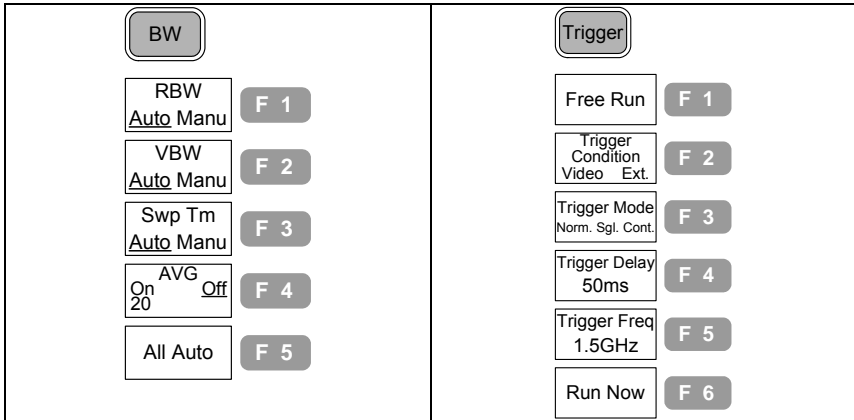 BW
RBW
Auto Manu
F 1
VBW
Auto Manu
F 2
Swp Tm
Auto Manu
F 3
AVG
On Off
20
F 4
All Auto
F 5
Trigger
Free Run
F 1
Trigger
Condition
Video Ext.
F 2
Trigger Mode
Norm. Sgl. Cont.
F 3
Trigger Delay
50ms
F 4
Trigger Freq
1.5GHz
F 5
Run Now
F 6